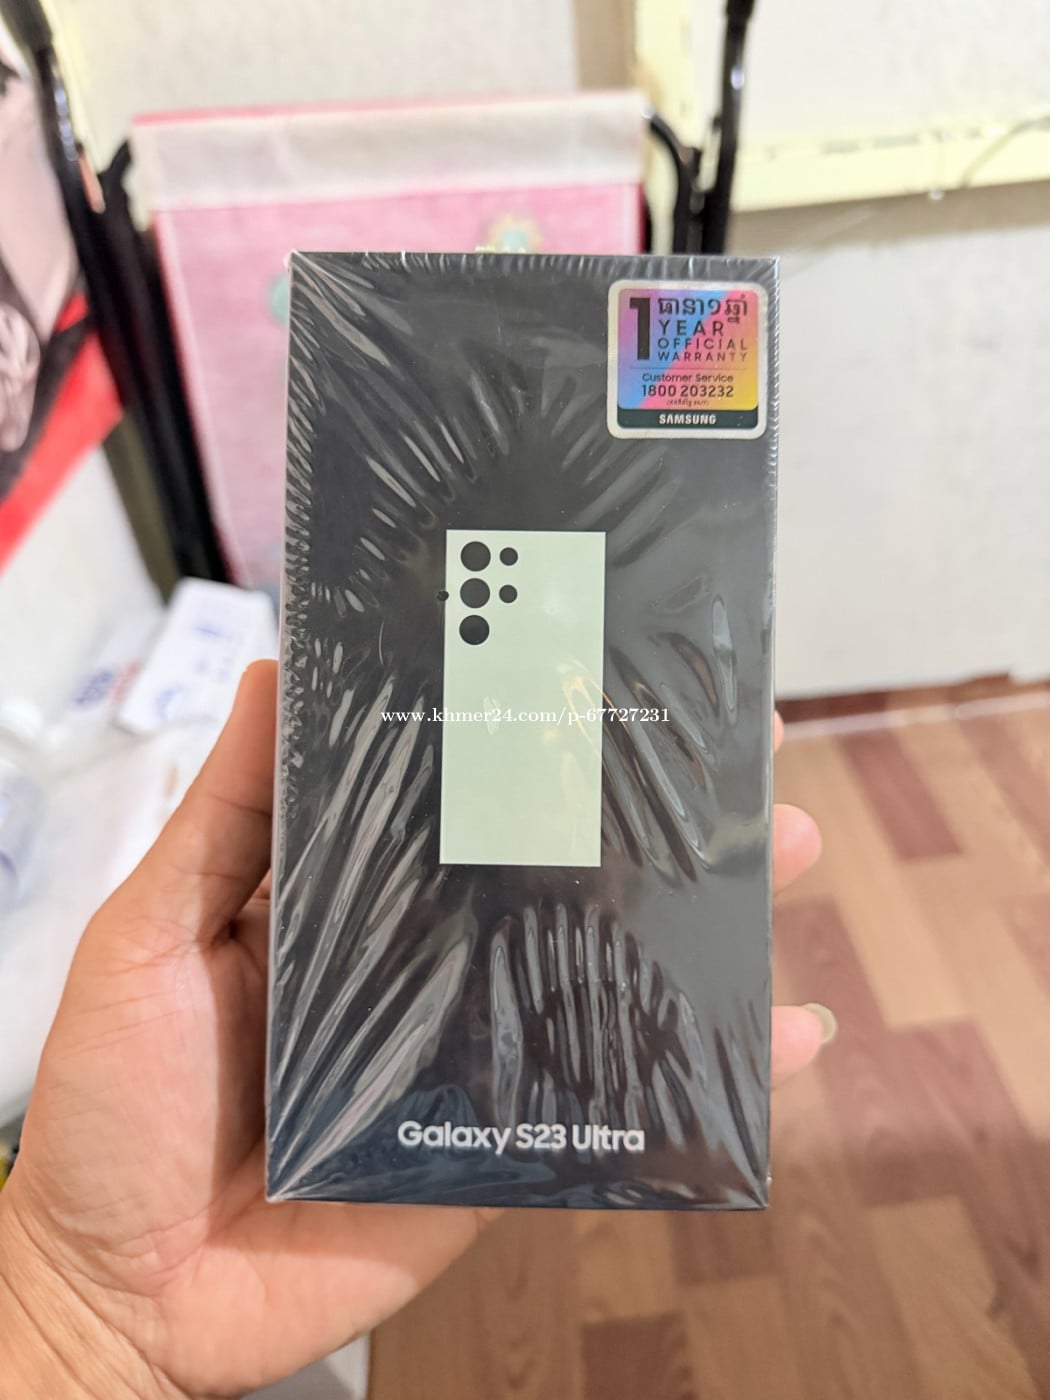 1
ធានា១ឆ្នាំ
YEAR
OFFICIAL
WARRANTY
Customer Service
1800 203232
SAMSUNG
www.khmer24.com/p-67727231
Galaxy S23 Ultra